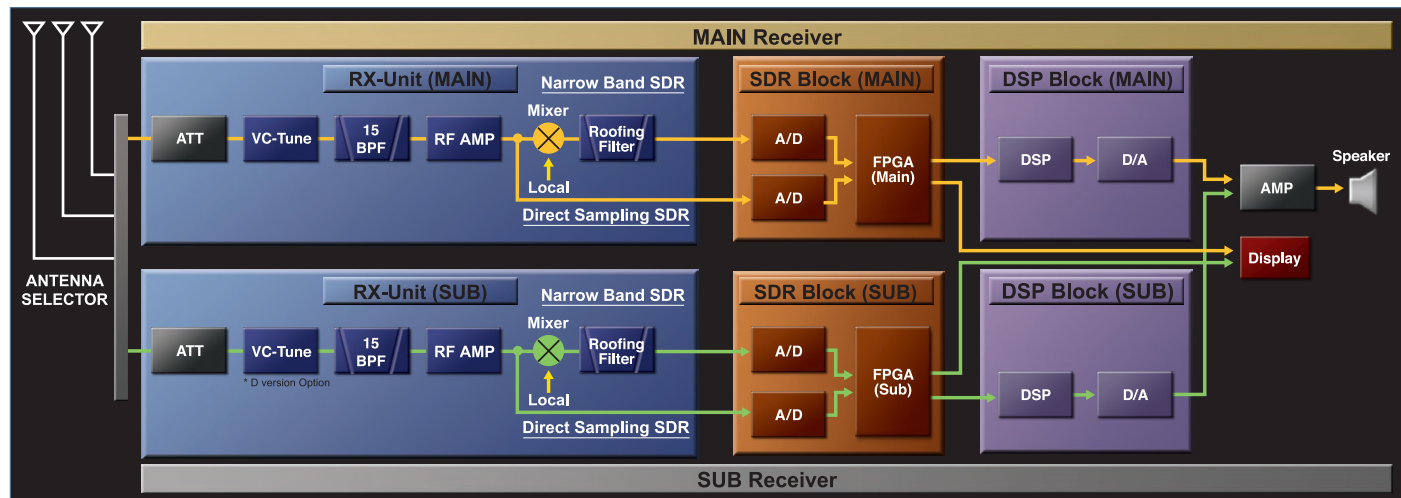 MAIN Receiver
RX-Unit (MAIN)
Narrow Band SDR
SDR Block (MAIN)
DSP Block (MAIN)
Mixer
ATT
VC-Tune
15
BPF
RF AMP
Roofing
Filter
A/D
FPGA
(Main)
DSP
D/A
Speaker
Local
A/D
AMP
Direct Sampling SDR
Display
ANTENNA
SELECTOR
RX-Unit (SUB)
Narrow Band SDR
SDR Block (SUB)
DSP Block (SUB)
Mixer
ATT
VC-Tune
15
BPF
RF AMP
Roofing
Filter
A/D
FPGA
(Sub)
* D version Option
Local
A/D
DSP
D/A
Direct Sampling SDR
SUB Receiver